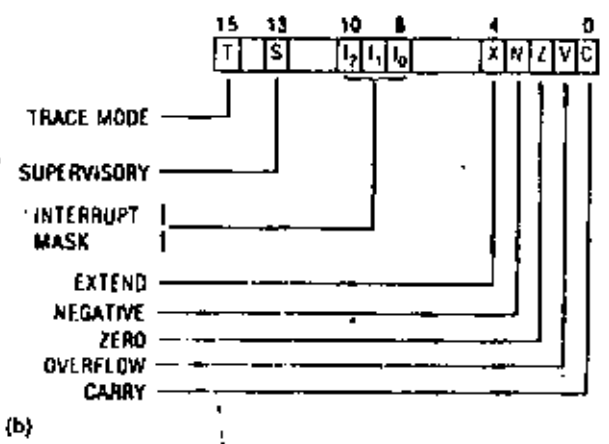 15 13 10 8 4 0
T S I₂ I₁ I₀ X N Z V C
TRACE MODE
SUPERVISORY
INTERRUPT
MASK
EXTEND
NEGATIVE
ZERO
OVERFLOW
CARRY
(b)